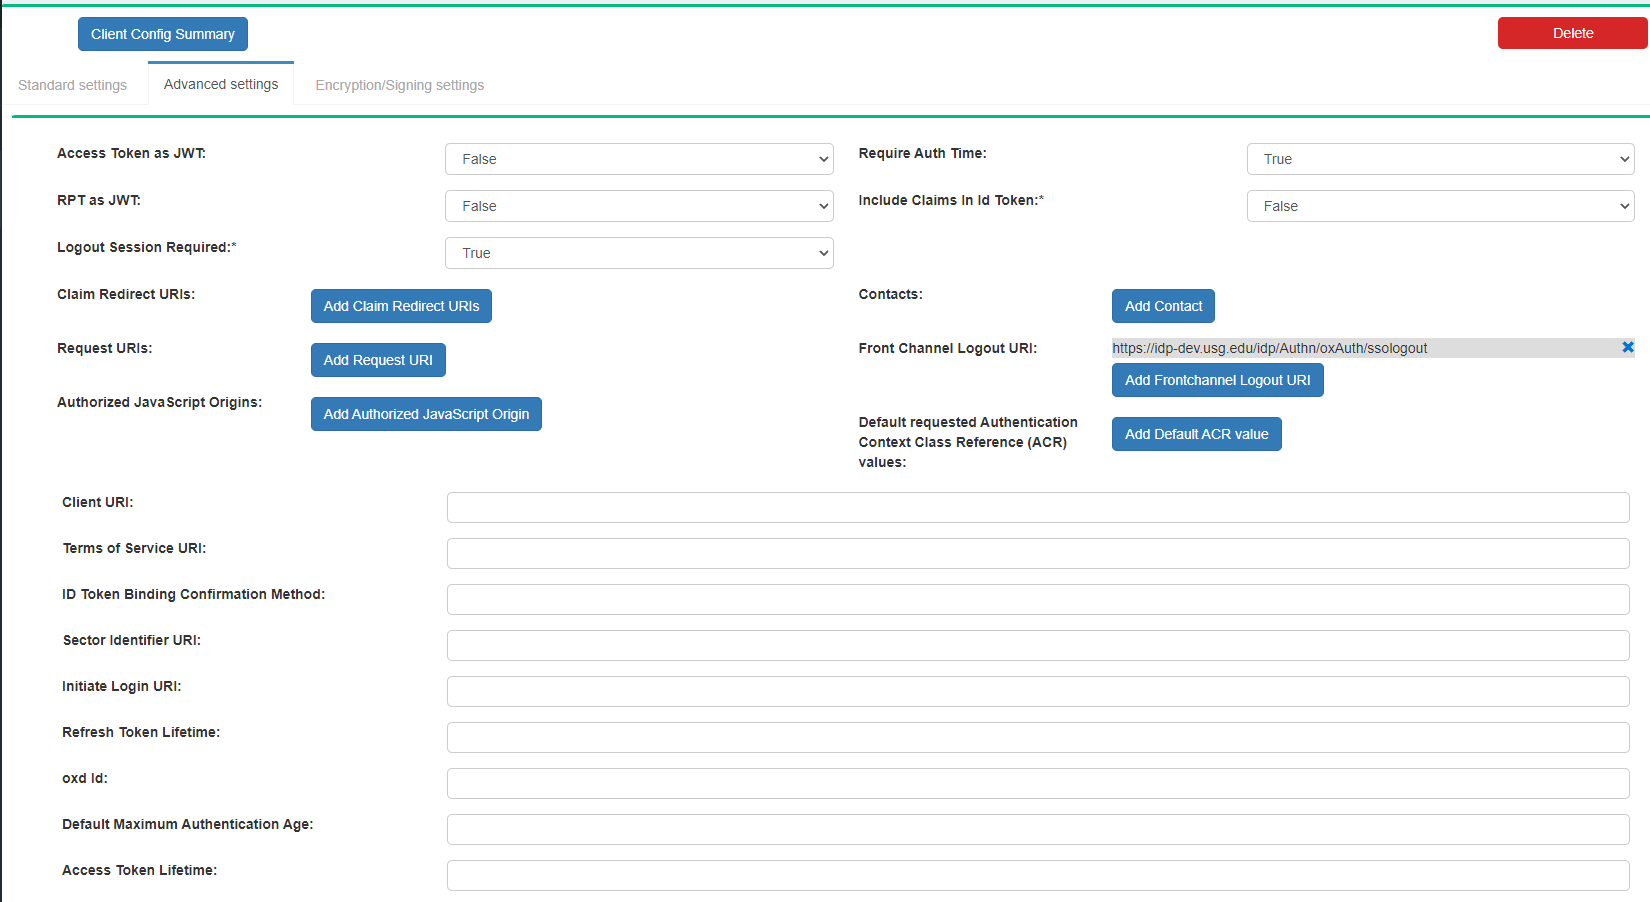 Client Config Summary
Delete
Standard settings
Advanced settings
Encryption/Signing settings
Access Token as JWT:
False
Require Auth Time:
True
RPT as JWT:
False
Include Claims In Id Token:*
False
Logout Session Required:*
True
Claim Redirect URIs:
Add Claim Redirect URIs
Contacts:
Add Contact
Request URIs:
Add Request URI
Front Channel Logout URI:
https://idp-dev.usg.edu/idp/Authn/oxAuth/ssologout
Add Frontchannel Logout URI
Authorized JavaScript Origins:
Add Authorized JavaScript Origin
Default requested Authentication
Context Class Reference (ACR)
values:
Add Default ACR value
Client URI:
Terms of Service URI:
ID Token Binding Confirmation Method:
Sector Identifier URI:
Initiate Login URI:
Refresh Token Lifetime:
oxd Id:
Default Maximum Authentication Age:
Access Token Lifetime: